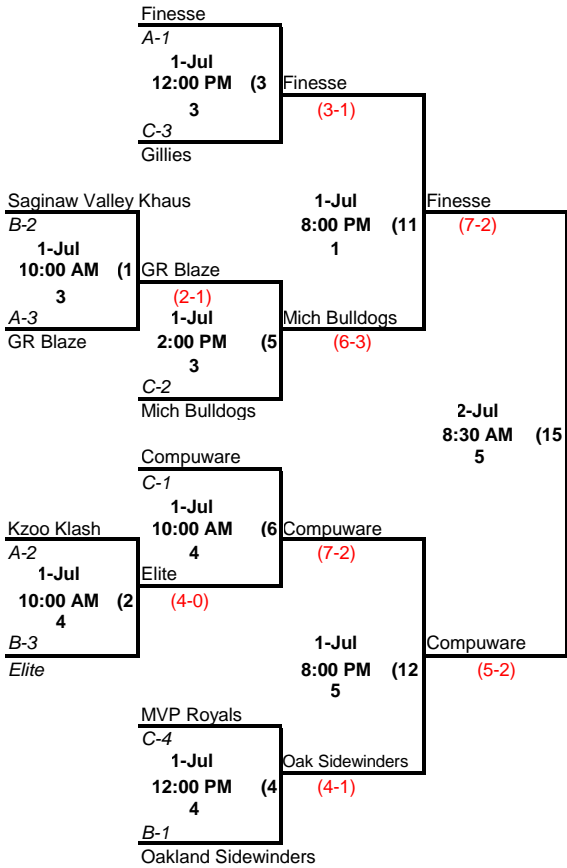 Finesse
A-1
1-Jul
12:00 PM (3
3
C-3
Gillies
Finesse
(3-1)
Saginaw Valley Khaus
B-2
1-Jul
10:00 AM (1
3
A-3
GR Blaze
GR Blaze
(2-1)
1-Jul
2:00 PM (5
3
C-2
Mich Bulldogs
Mich Bulldogs
(6-3)
1-Jul
8:00 PM (11
1
Finesse
(7-2)
2-Jul
8:30 AM (15
5
Compuware
C-1
1-Jul
10:00 AM (6
4
Elite
(4-0)
Kzoo Klash
A-2
1-Jul
10:00 AM (2
4
B-3
Elite
Compuware
(7-2)
1-Jul
8:00 PM (12
5
Compuware
(5-2)
MVP Royals
C-4
1-Jul
12:00 PM (4
4
B-1
Oakland Sidewinders
Oak Sidewinders
(4-1)